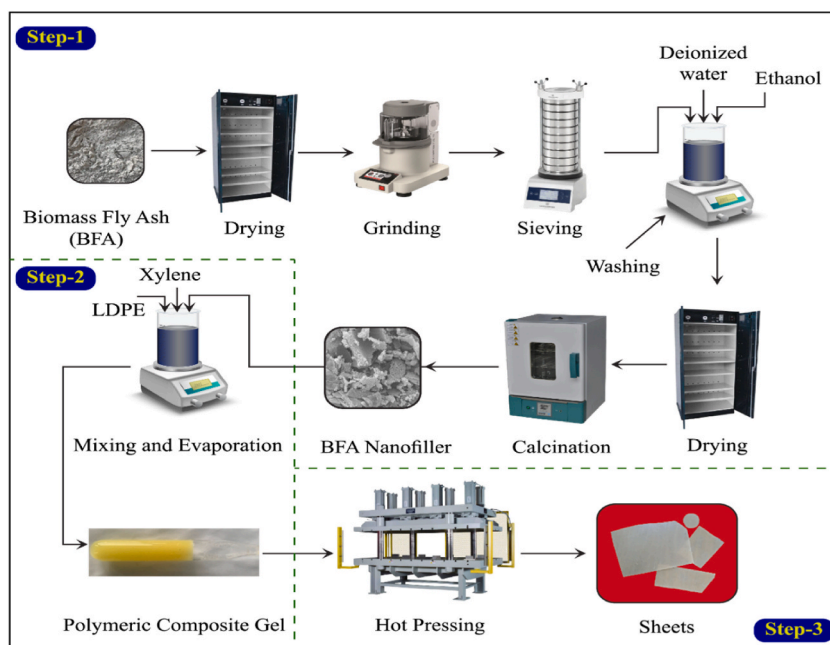 Step-1
Deionized
water
Ethanol
Biomass Fly Ash
(BFA)
Drying
Grinding
Sieving
Washing
Step-2
Xylene
LDPE
Mixing and Evaporation
BFA Nanofiller
Calcination
Drying
Polymeric Composite Gel
Hot Pressing
Sheets
Step-3